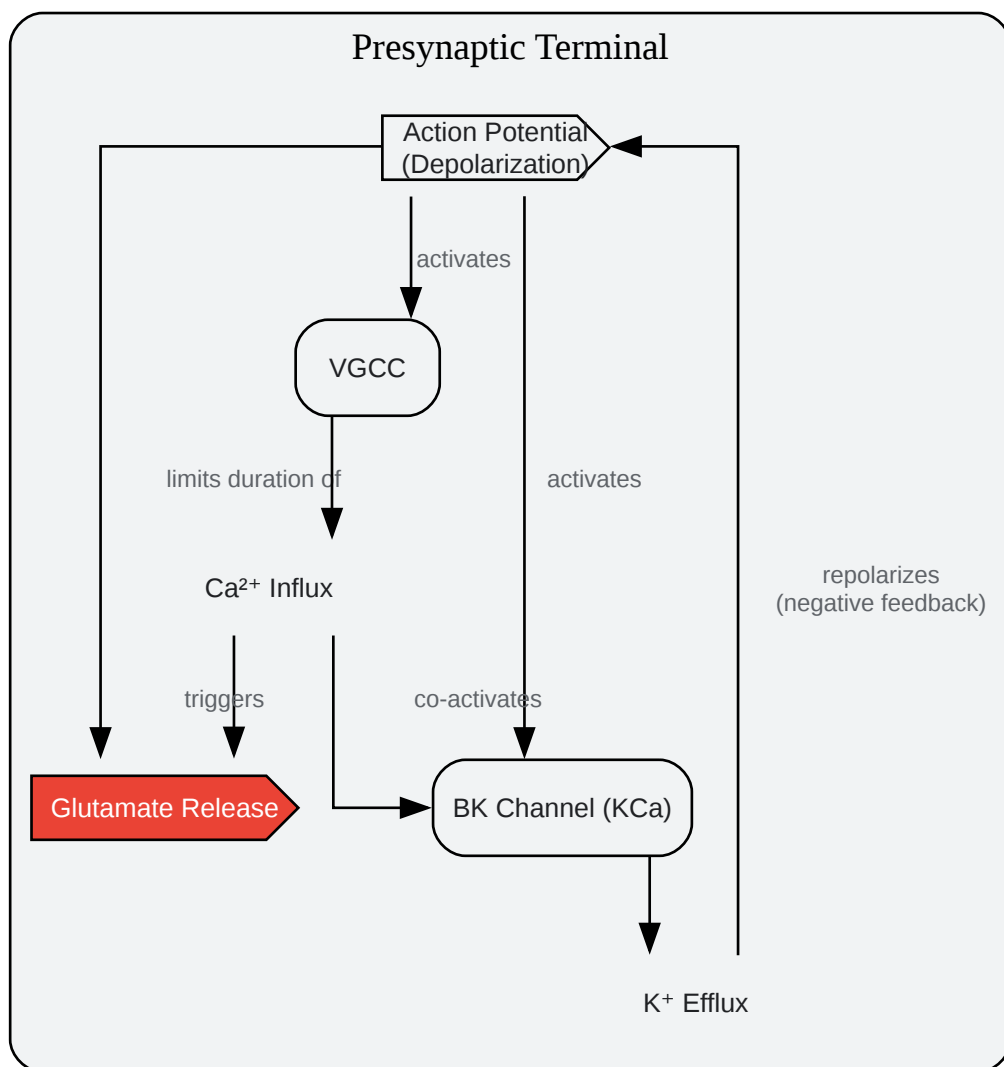 Presynaptic Terminal
Action Potential
(Depolarization)
activates
VGCC
limits duration of
activates
repolarizes
(negative feedback)
Ca²⁺ Influx
triggers
co-activates
Glutamate Release
BK Channel (KCa)
K⁺ Efflux